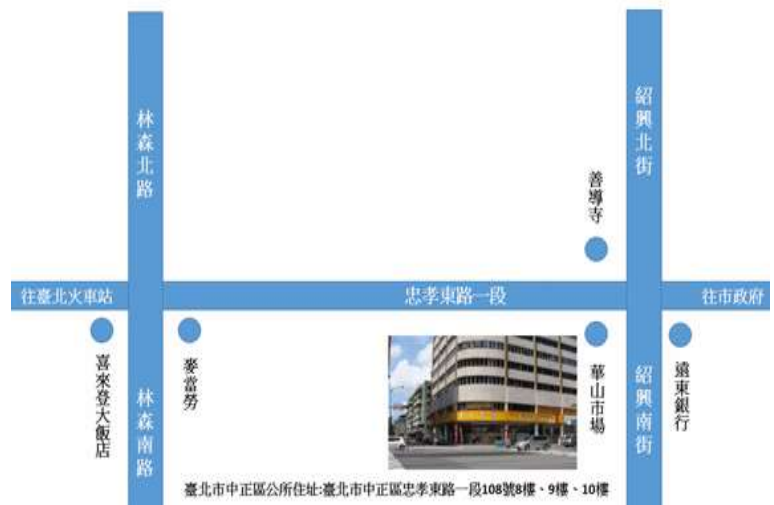 林森北路
紹興北街
善導寺
往臺北火車站
忠孝東路一段
往市政府
喜來登大飯店
林森南路
麥當勞
華山市場
紹興南街
遠東銀行
臺北市中正區公所住址:臺北市中正區忠孝東路一段108號8樓、9樓、10樓